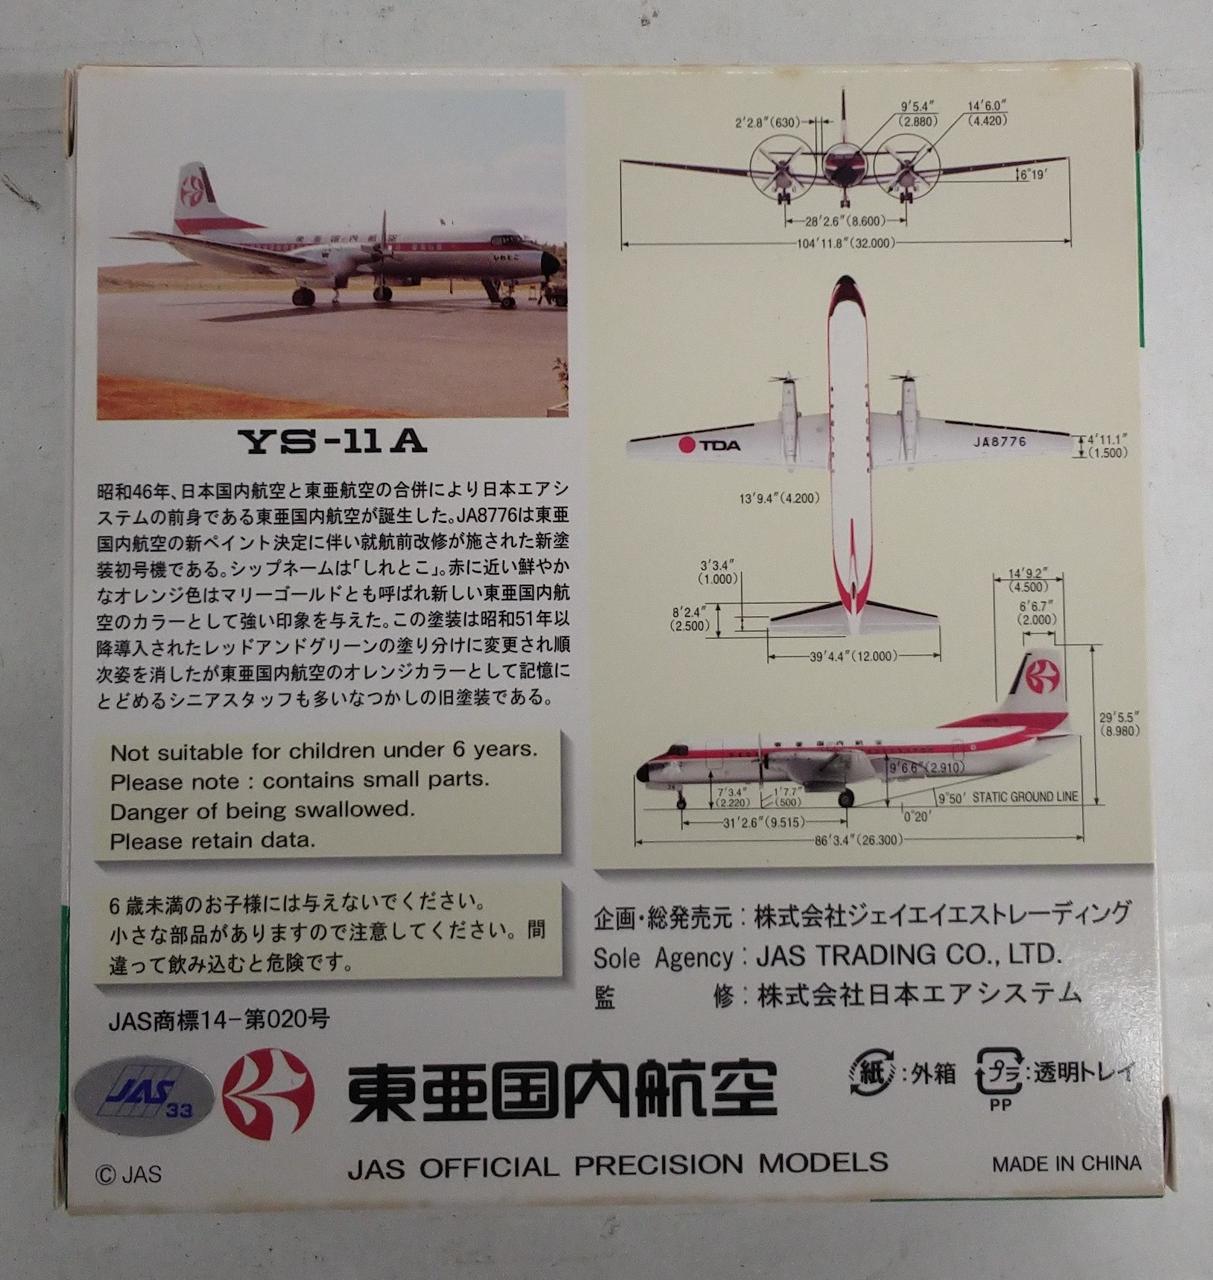 東亜国内航空
しれとこ
YS-11A
昭和46年、日本国内航空と東亜航空の合併により日本エアシ
ステムの前身である東亜国内航空が誕生した。JA8776は東亜
国内航空の新ペイント決定に伴い就航前改修が施された新塗
装初号機である。シップネームは「しれとこ」。赤に近い鮮やか
なオレンジ色はマリーゴールドとも呼ばれ新しい東亜国内航
空のカラーとして強い印象を与えた。この塗装は昭和51年以
降導入されたレッドアンドグリーンの塗り分けに変更され順
次姿を消したが東亜国内航空のオレンジカラーとして記憶に
とどめるシニアスタッフも多いなつかしの旧塗装である。
Not suitable for children under 6 years.
Please note : contains small parts.
Danger of being swallowed.
Please retain data.
6歳未満のお子様には与えないでください。
小さな部品がありますので注意してください。間
違って飲み込むと危険です。
JAS商標14-第020号
2′2.8″(630)
9′5.4″
(2.880)
14′6.0″
(4.420)
6°19′
28′2.6″(8.600)
104′11.8″(32.000)
TDA
JA8776
4′11.1″
(1.500)
13′9.4″(4.200)
3′3.4″
(1.000)
8′2.4″
(2.500)
39′4.4″(12.000)
14′9.2″
(4.500)
6′6.7″
(2.000)
29′5.5″
(8.980)
東亜国内航空
9′6.6″(2.910)
7′3.4″
(2.220)
1′7.7″
(500)
9°50′ STATIC GROUND LINE
0°20′
31′2.6″(9.515)
86′3.4″(26.300)
企画・総発売元：株式会社ジェイエイエストレーディング
Sole Agency : JAS TRADING CO., LTD.
監 修：株式会社日本エアシステム
JAS
33
東亜国内航空
紙:外箱
プラ:透明トレイ
PP
© JAS
JAS OFFICIAL PRECISION MODELS
MADE IN CHINA